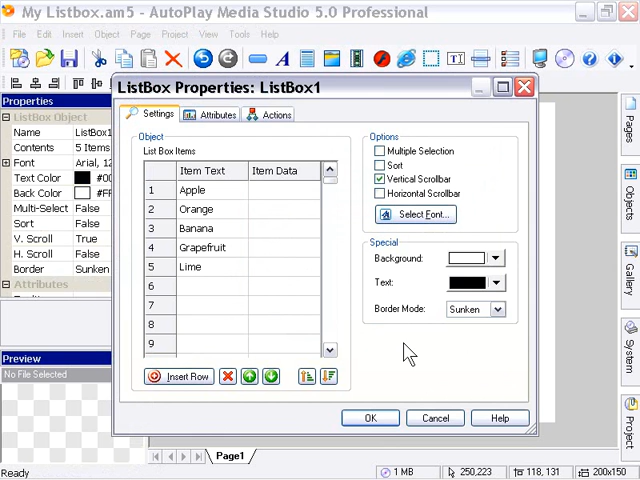 My Listbox.am5 - AutoPlay Media Studio 5.0 Professional
File Edit Align Object Page Project View Tools Help
Properties
ListBox Object
Name ListBox1
Contents 5 Items
Font Arial, 12
Text Color #00
Back Color #FF
Multi-Select False
Sort False
V. Scroll True
H. Scroll False
Border Sunken
Attributes
Preview
No File Selected
ListBox Properties: ListBox1
Settings Attributes Actions
Object
List Box Items
Item Text Item Data
1 Apple
2 Orange
3 Banana
4 Grapefruit
5 Lime
6
7
8
9
Insert Row
Options
Multiple Selection
Sort
Vertical Scrollbar
Horizontal Scrollbar
Select Font...
Special
Background:
Text:
Border Mode: Sunken
OK Cancel Help
Pages
Objects
Gallery
System
Project
Page1
Ready 1 MB 250,223 118, 131 200x150